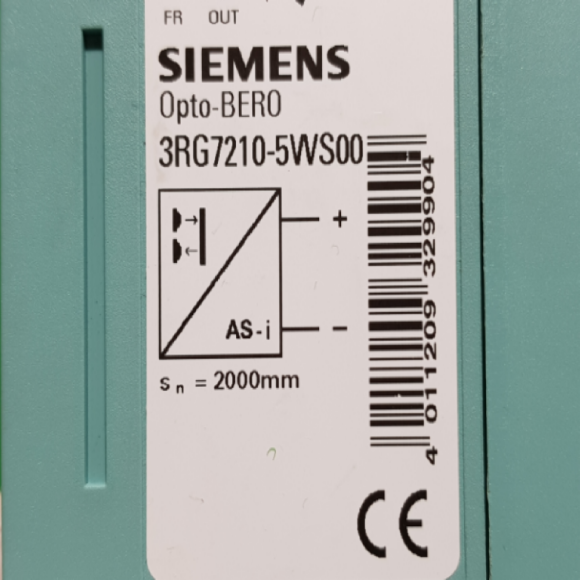 FR OUT
SIEMENS
Opto-BERO
3RG7210-5WS00
+
AS-i −
sn = 2000mm
4 011209 329904
CE